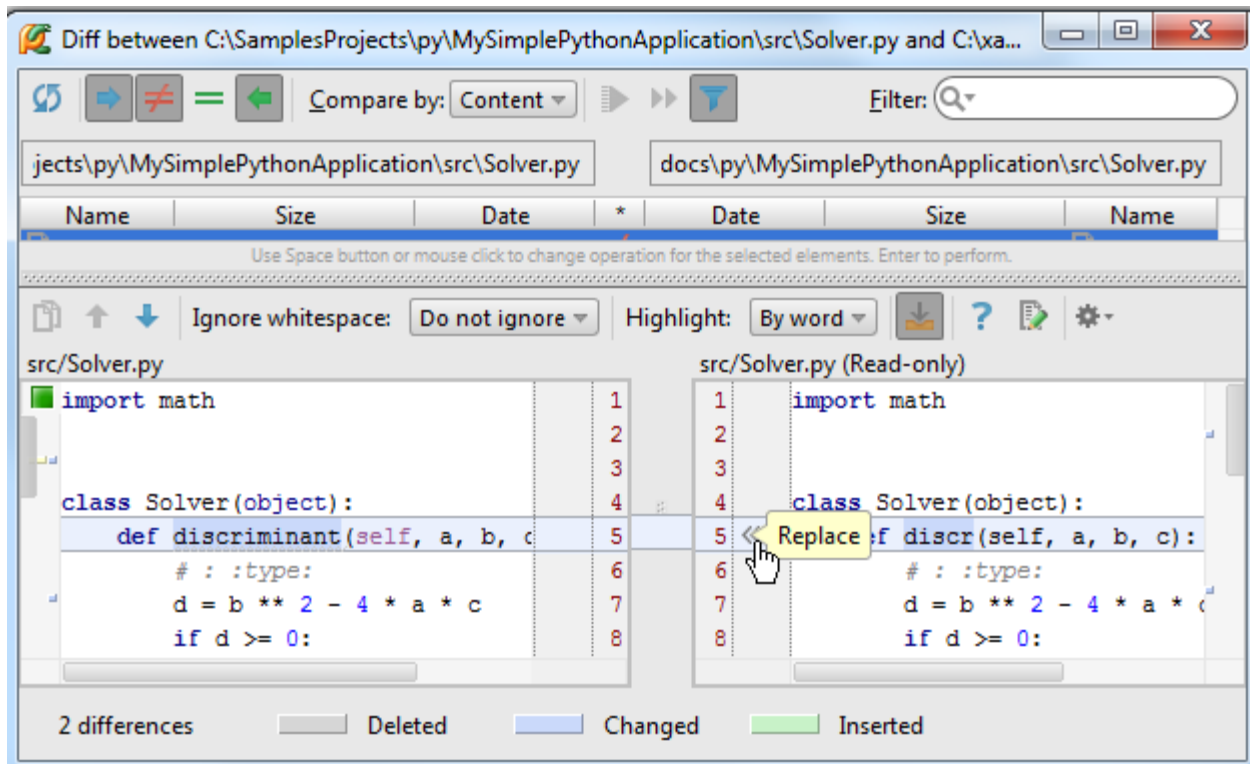 Diff between C:\SamplesProjects\py\MySimplePythonApplication\src\Solver.py and C:\xa...
Compare by: Content Filter:
jects\py\MySimplePythonApplication\src\Solver.py docs\py\MySimplePythonApplication\src\Solver.py
Name Size Date * Date Size Name
Use Space button or mouse click to change operation for the selected elements. Enter to perform.
Ignore whitespace: Do not ignore Highlight: By word ?
src/Solver.py src/Solver.py (Read-only)
import math 1 1 import math
2 2
3 3
class Solver(object): 4 4 class Solver(object):
def discriminant(self, a, b, c 5 5 Replace f discr(self, a, b, c):
# : :type: 6 6 # : :type:
d = b ** 2 - 4 * a * c 7 7 d = b ** 2 - 4 * a * c
if d >= 0: 8 8 if d >= 0:
2 differences Deleted Changed Inserted